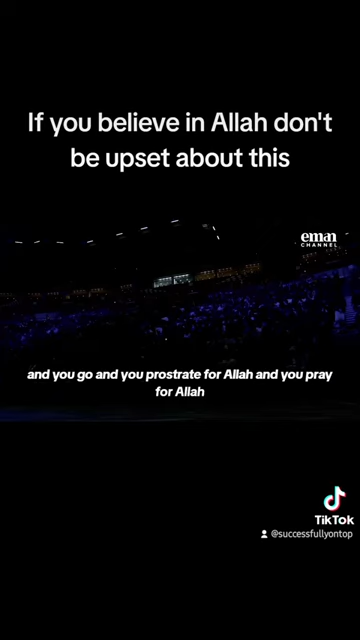 If you believe in Allah don't
be upset about this
eman
CHANNEL
and you go and you prostrate for Allah and you pray
for Allah
TikTok
@successfullyontop